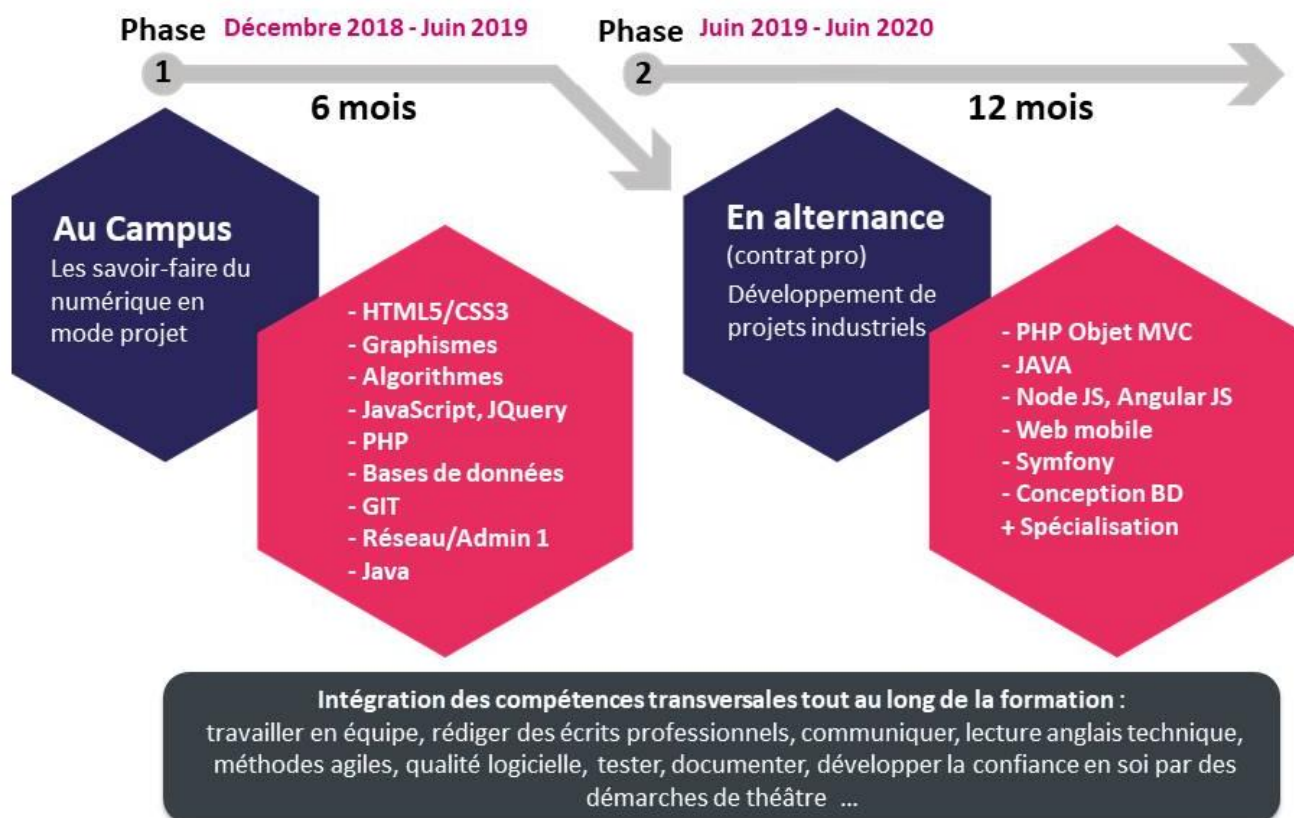 Phase Décembre 2018 - Juin 2019
1
6 mois
Phase Juin 2019 - Juin 2020
2
12 mois
Au Campus
Les savoir-faire du
numérique en
mode projet
- HTML5/CSS3
- Graphismes
- Algorithmes
- JavaScript, JQuery
- PHP
- Bases de données
- GIT
- Réseau/Admin 1
- Java
En alternance
(contrat pro)
Développement de
projets industriels
- PHP Objet MVC
- JAVA
- Node JS, Angular JS
- Web mobile
- Symfony
- Conception BD
+ Spécialisation
Intégration des compétences transversales tout au long de la formation :
travailler en équipe, rédiger des écrits professionnels, communiquer, lecture anglais technique,
méthodes agiles, qualité logicielle, tester, documenter, développer la confiance en soi par des
démarches de théâtre ...